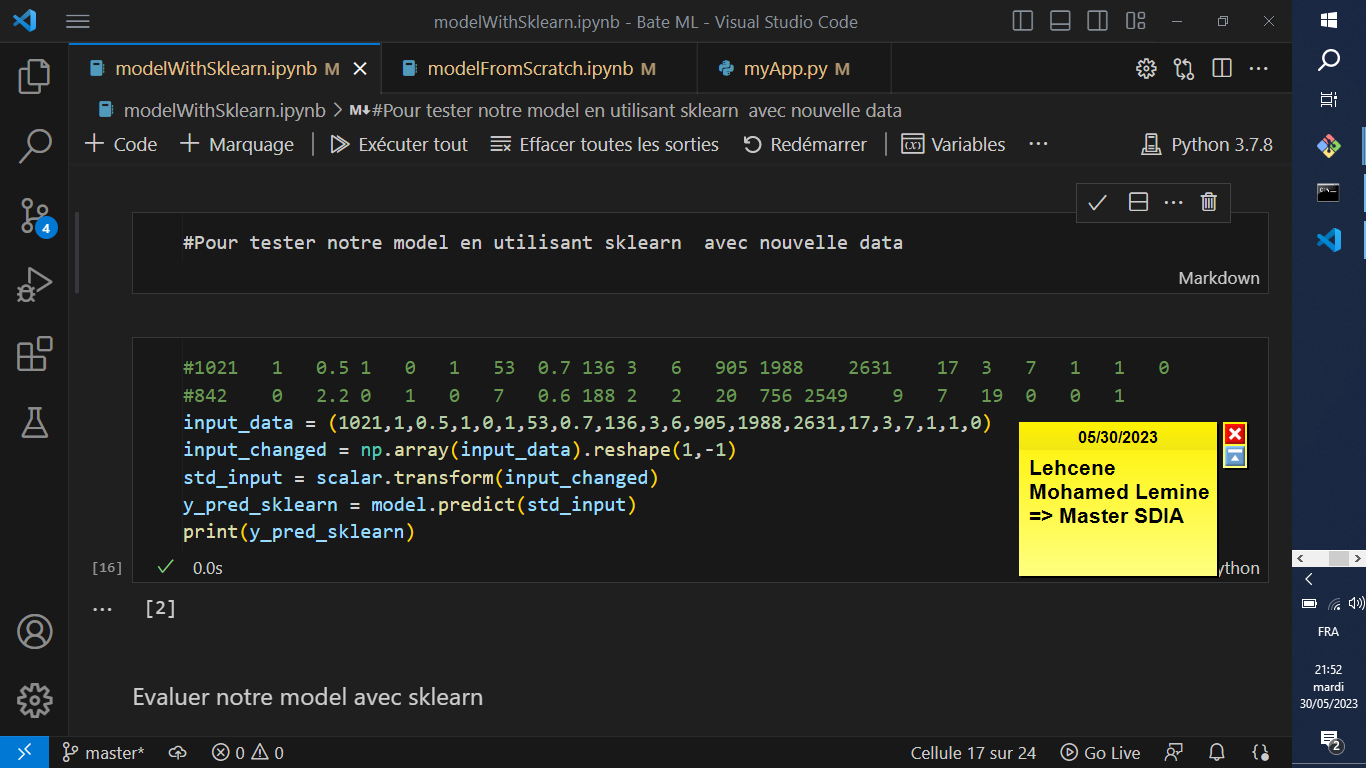 modelWithSklearn.ipynb - Bate ML - Visual Studio Code
modelWithSklearn.ipynb M
modelFromScratch.ipynb M
myApp.py M
modelWithSklearn.ipynb > M↓#Pour tester notre model en utilisant sklearn  avec nouvelle data
+ Code + Marquage | Exécuter tout Effacer toutes les sorties Redémarrer | Variables ... Python 3.7.8
#Pour tester notre model en utilisant sklearn  avec nouvelle data
Markdown
#1021   1   0.5 1   0   1   53  0.7 136 3   6   905 1988    2631    17  3   7   1   1   0
#842    0   2.2 0   1   0   7   0.6 188 2   2   20  756 2549    9   7   19  0   0   1
input_data = (1021,1,0.5,1,0,1,53,0.7,136,3,6,905,1988,2631,17,3,7,1,1,0)
input_changed = np.array(input_data).reshape(1,-1)
std_input = scalar.transform(input_changed)
y_pred_sklearn = model.predict(std_input)
print(y_pred_sklearn)
[16] 0.0s
ython
05/30/2023
Lehcene
Mohamed Lemine
=> Master SDIA
... [2]
Evaluer notre model avec sklearn
4
master* 0 0 Cellule 17 sur 24 Go Live
FRA
21:52
mardi
30/05/2023
2